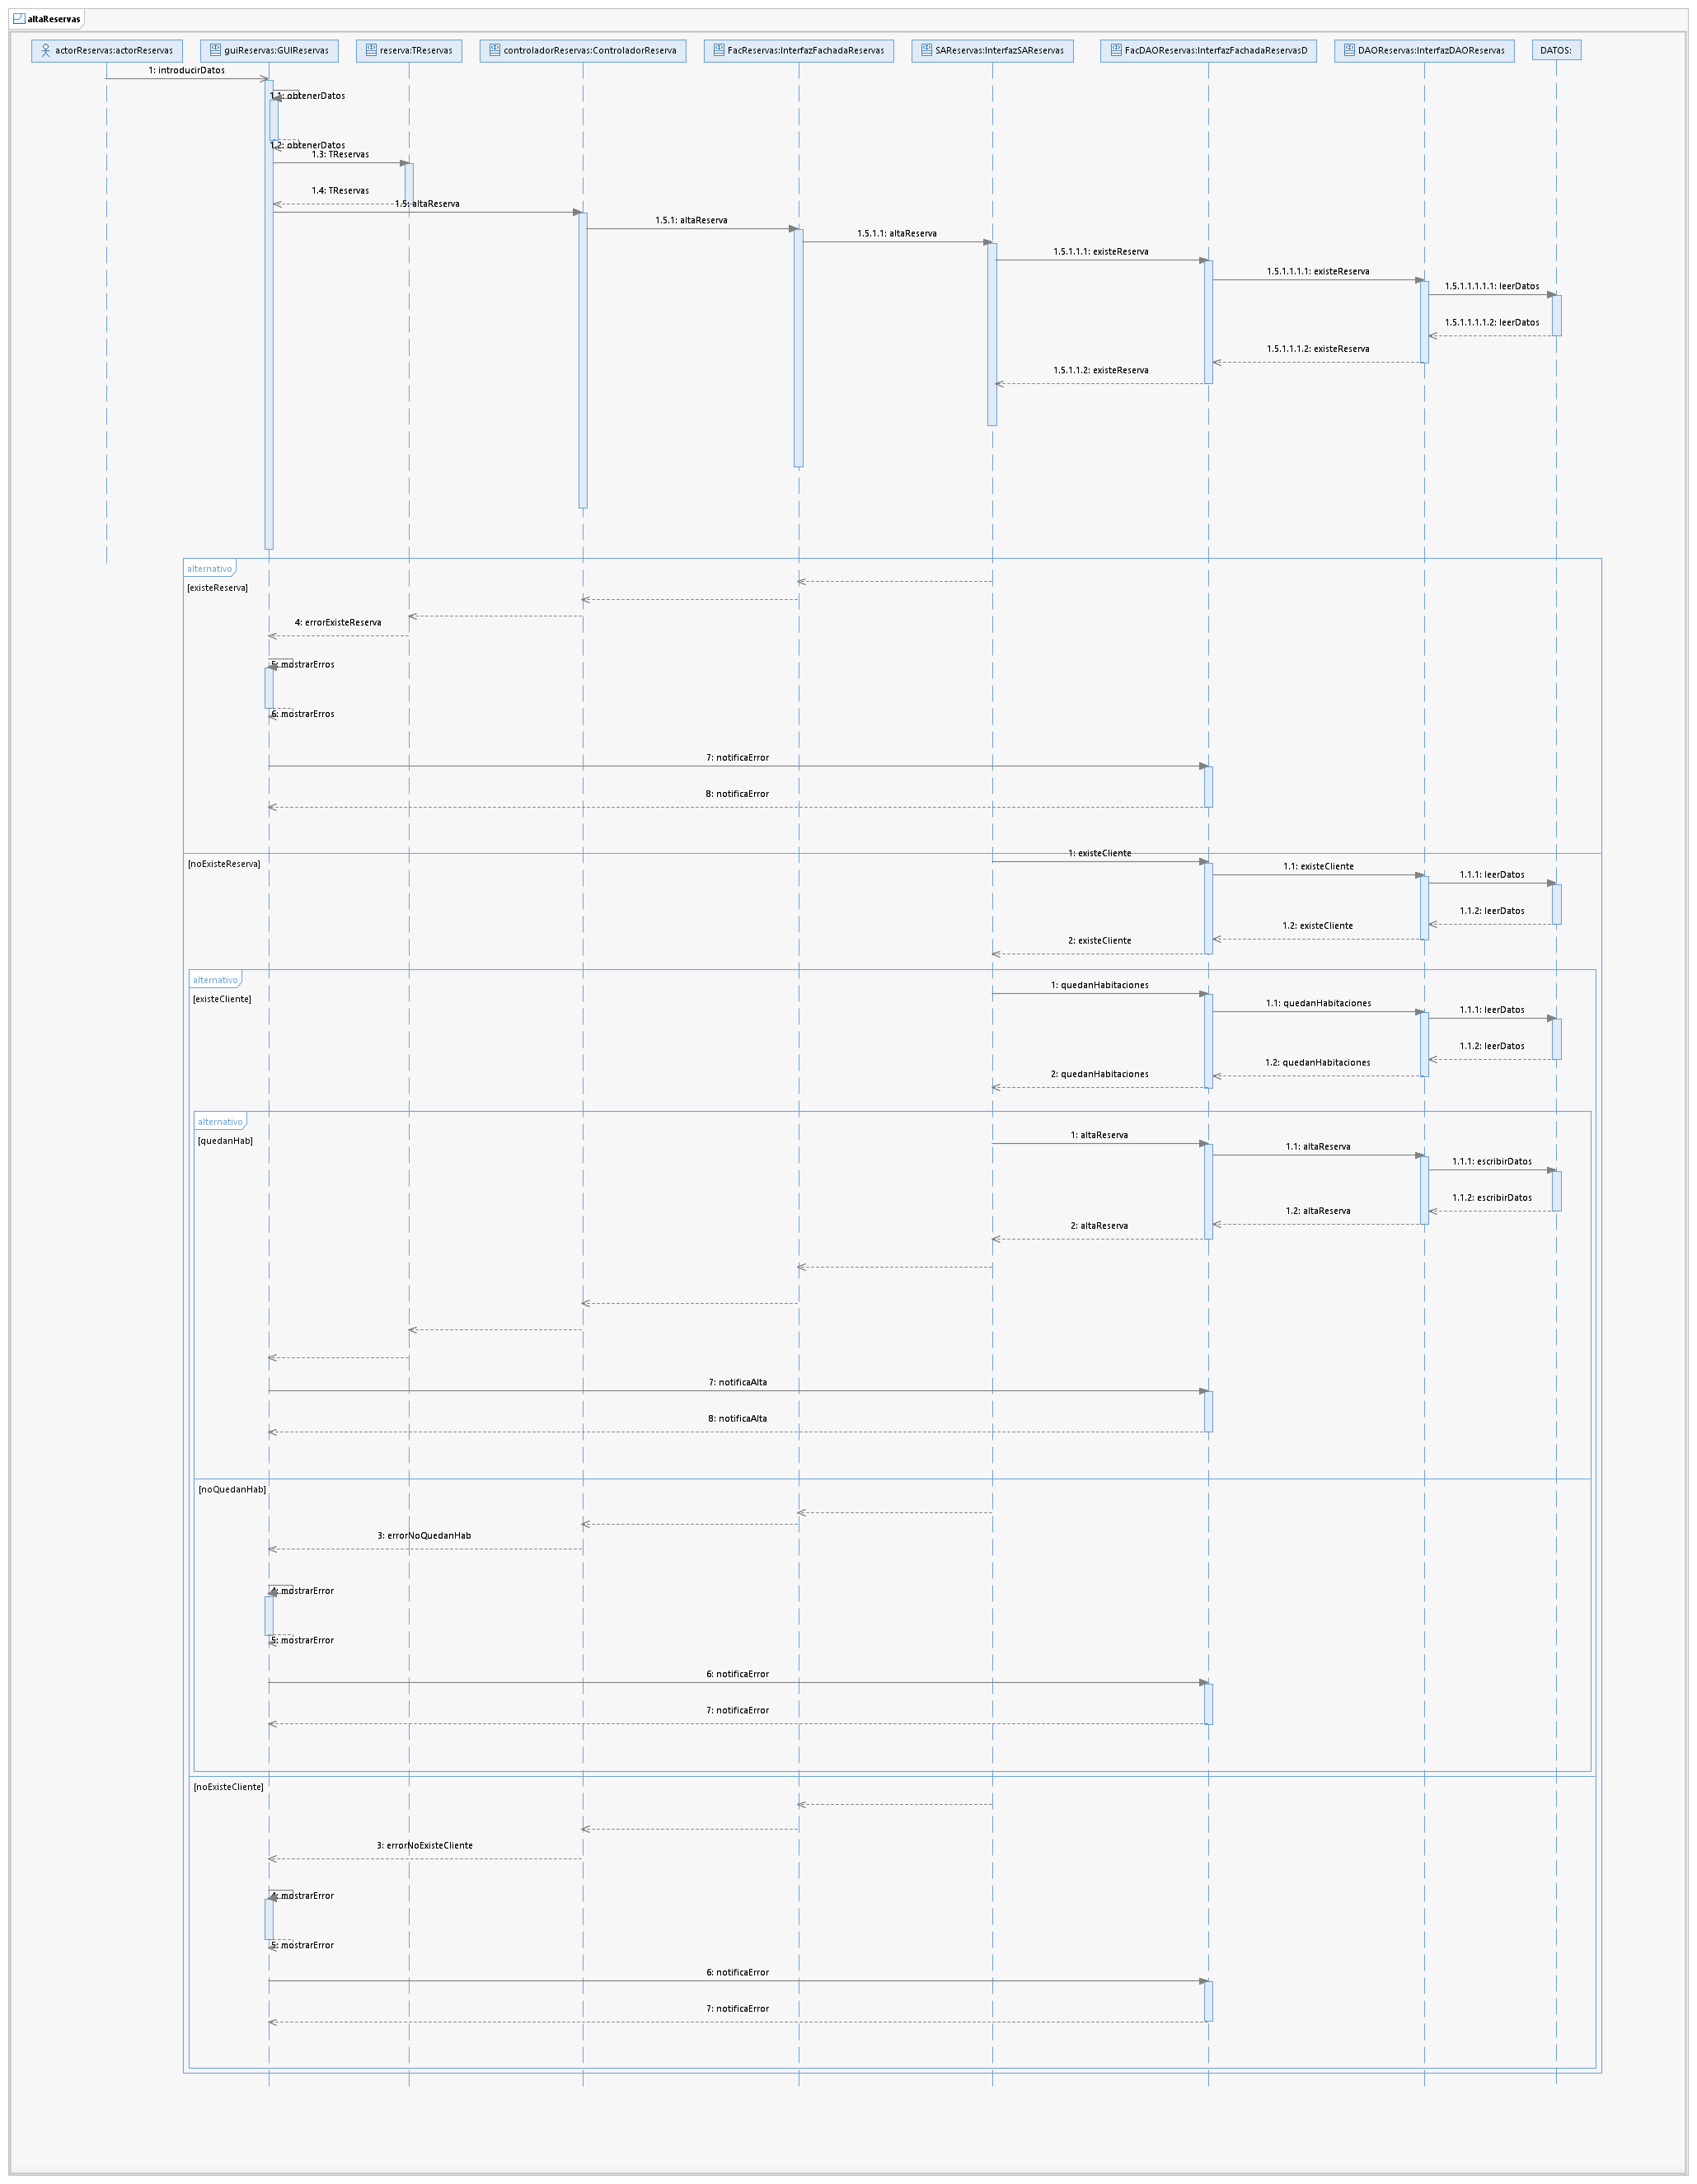 altaReservas
actorReservas:actorReservas
guiReservas:GUIReservas
reserva:TReservas
controladorReservas:ControladorReserva
FacReservas:InterfazFachadaReservas
SAReservas:InterfazSAReservas
FacDAOReservas:InterfazFachadaReservasD
DAOReservas:InterfazDAOReservas
DATOS:
1: introducirDatos
1.1: obtenerDatos
1.2: obtenerDatos
1.3: TReservas
1.4: TReservas
1.5: altaReserva
1.5.1: altaReserva
1.5.1.1: altaReserva
1.5.1.1.1: existeReserva
1.5.1.1.1.1: existeReserva
1.5.1.1.1.1.1: leerDatos
1.5.1.1.1.1.2: leerDatos
1.5.1.1.1.2: existeReserva
1.5.1.1.2: existeReserva
alternativo
[existeReserva]
4: errorExisteReserva
5: mostrarErros
6: mostrarErros
7: notificaError
8: notificaError
[noExisteReserva]
1: existeCliente
1.1: existeCliente
1.1.1: leerDatos
1.1.2: leerDatos
1.2: existeCliente
2: existeCliente
alternativo
[existeCliente]
1: quedanHabitaciones
1.1: quedanHabitaciones
1.1.1: leerDatos
1.1.2: leerDatos
1.2: quedanHabitaciones
2: quedanHabitaciones
alternativo
[quedanHab]
1: altaReserva
1.1: altaReserva
1.1.1: escribirDatos
1.1.2: escribirDatos
1.2: altaReserva
2: altaReserva
7: notificaAlta
8: notificaAlta
[noQuedanHab]
3: errorNoQuedanHab
4: mostrarError
5: mostrarError
6: notificaError
7: notificaError
[noExisteCliente]
3: errorNoExisteCliente
4: mostrarError
5: mostrarError
6: notificaError
7: notificaError